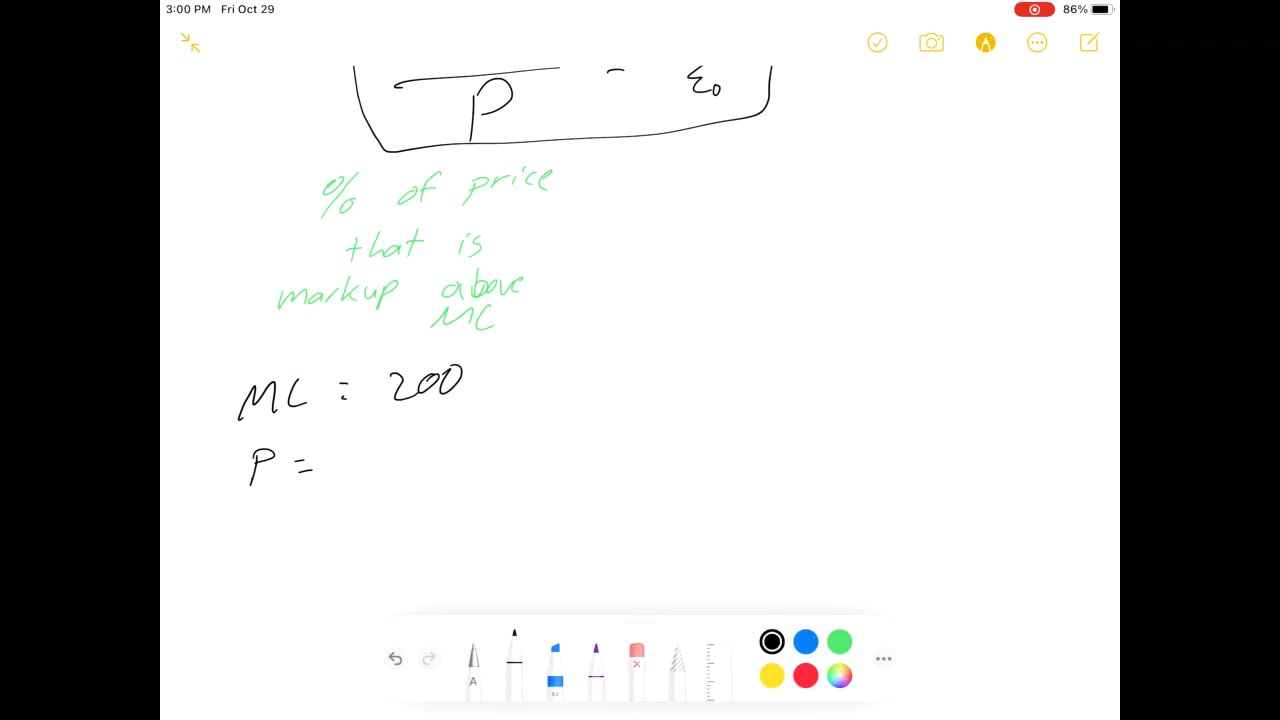 3:00 PM Fri Oct 29
86%
P
ε₀
% of price
that is
markup above
MC
MC = 200
P =
A